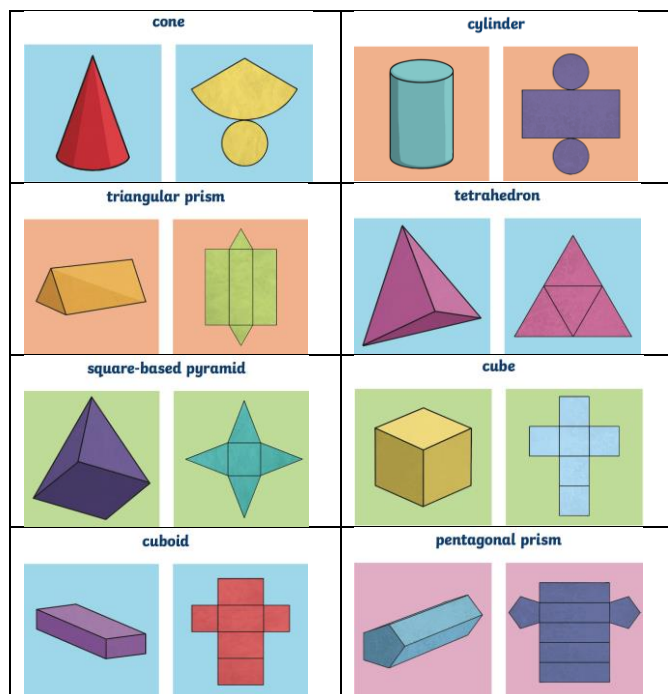 cone
cylinder
triangular prism
tetrahedron
square-based pyramid
cube
cuboid
pentagonal prism